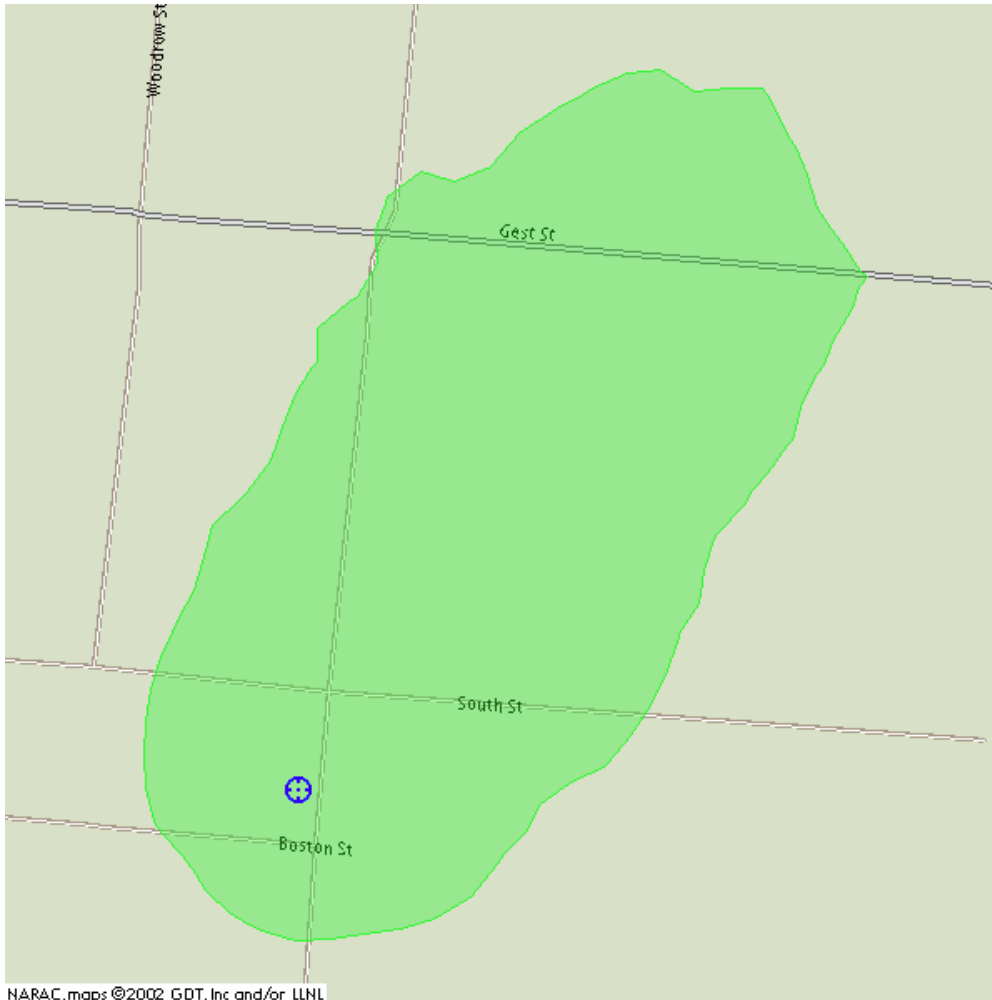 Woodrow St
Gest St
South St
Boston St
NARAC.maps ©2002 GDT, Inc and/or LLNL